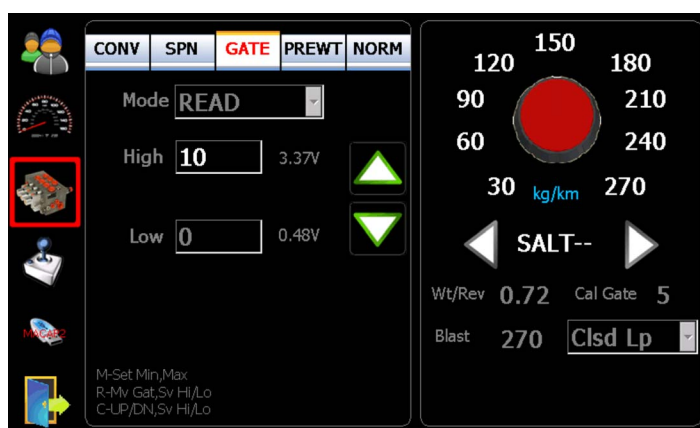 CONV SPN GATE PREWT NORM
Mode READ
High 10 3.37V
Low 0 0.48V
M-Set Min,Max
R-Mv Gat,Sv Hi/Lo
C-UP/DN,Sv Hi/Lo
MACAB2
150
120 180
90 210
60 240
30 kg/km 270
SALT--
Wt/Rev 0.72 Cal Gate 5
Blast 270 Clsd Lp